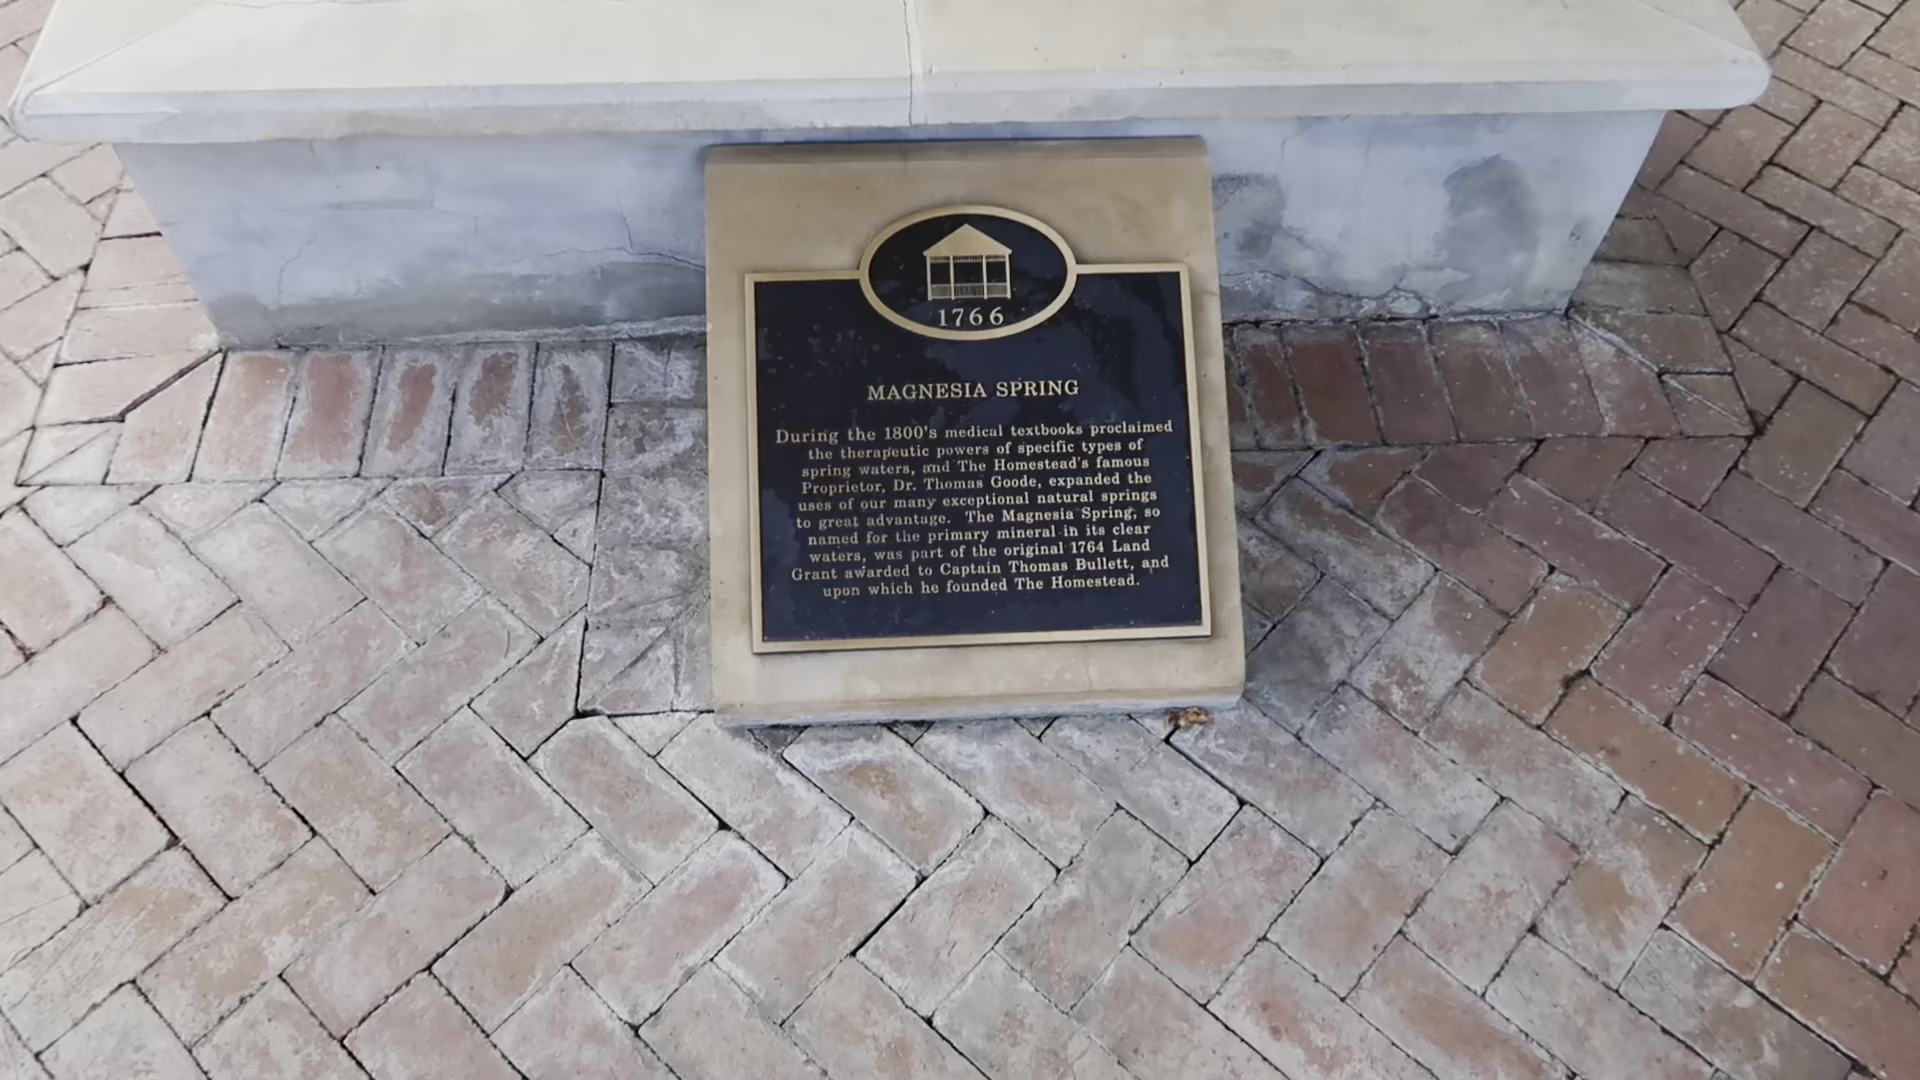 1766
MAGNESIA SPRING
During the 1800's medical textbooks proclaimed
the therapeutic powers of specific types of
spring waters, and The Homestead's famous
Proprietor, Dr. Thomas Goode, expanded the
uses of our many exceptional natural springs
to great advantage. The Magnesia Spring, so
named for the primary mineral in its clear
waters, was part of the original 1764 Land
Grant awarded to Captain Thomas Bullett, and
upon which he founded The Homestead.